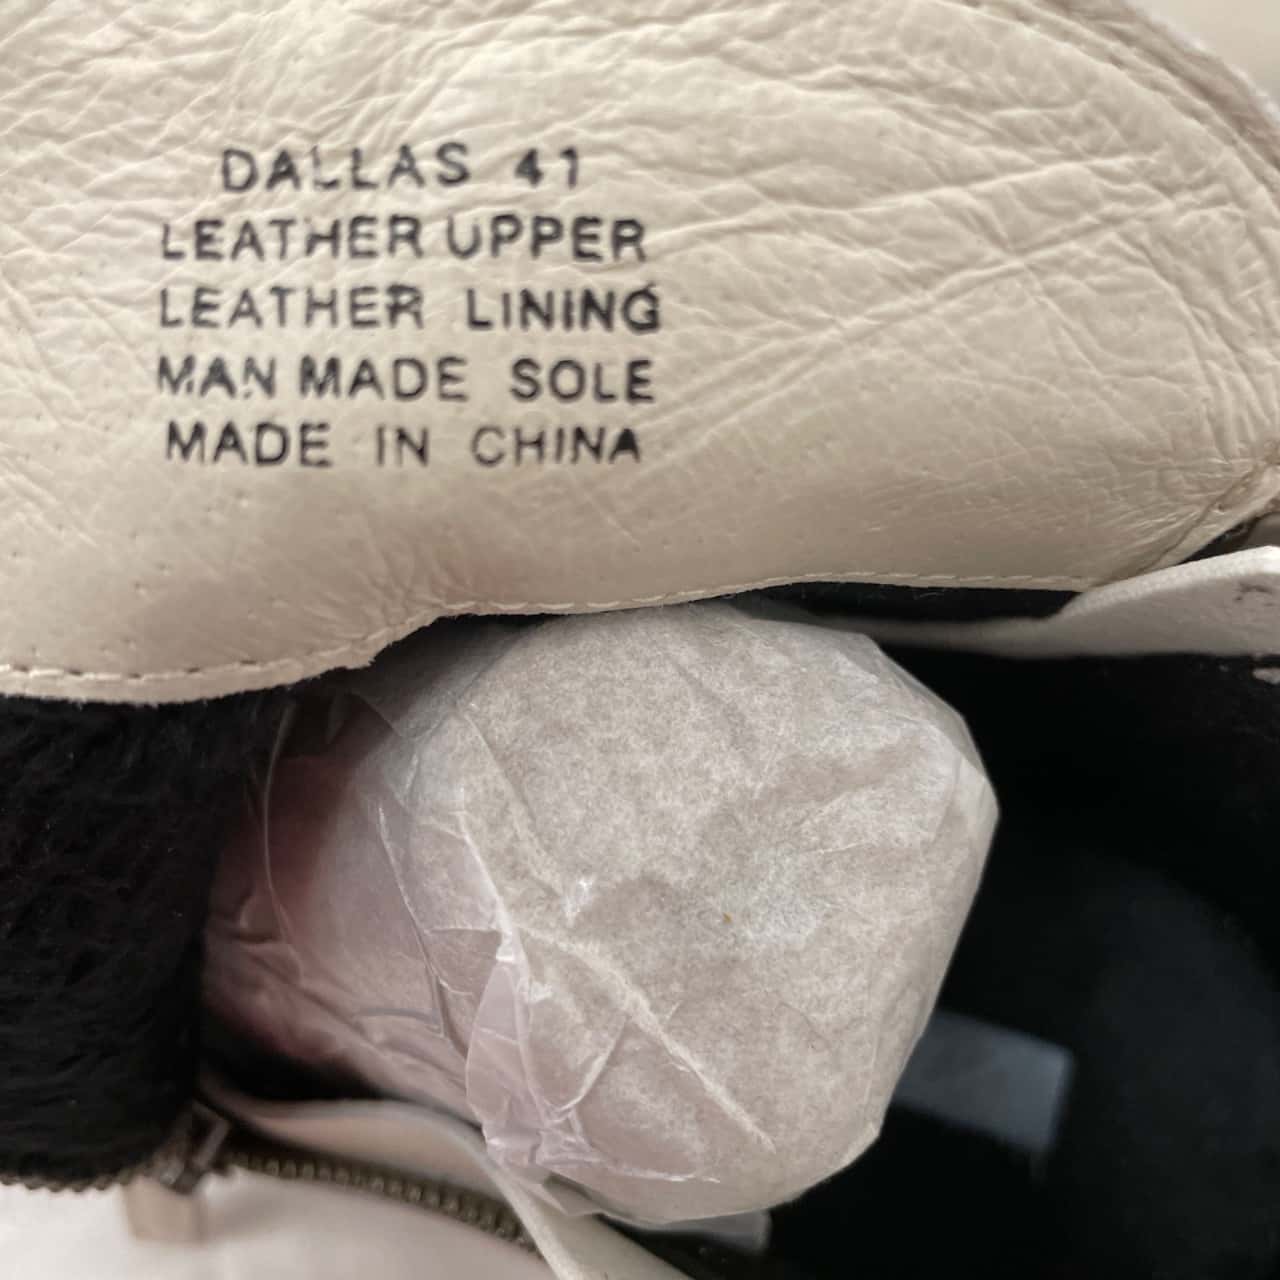 DALLAS 41
LEATHER UPPER
LEATHER LINING
MAN MADE SOLE
MADE IN CHINA